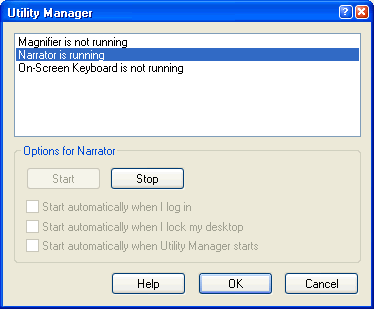 Utility Manager
Magnifier is not running
Narrator is running
On-Screen Keyboard is not running
Options for Narrator
Start Stop
Start automatically when I log in
Start automatically when I lock my desktop
Start automatically when Utility Manager starts
Help OK Cancel